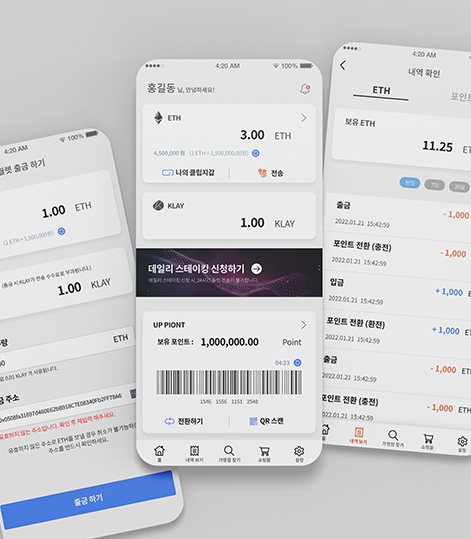 4:20 AM 100%
월렛 출금 하기
1.00 ETH
(1 ETH = 1,500,000원)
(출금 시 KLAY가 전송 수수료로 부과됩니다.)
1.00 KLAY
ETH
KLAY 가 사용됩니다.
주소
유효하지 않는 주소입니다. 확인 후 재입력 해주세요.
유효하지 않은 주소로 ETH을 보낼 경우 취소가 불가능하
주소를 반드시 확인하세요.
출금 하기
4:20 AM 100%
홍길동 님, 안녕하세요!
ETH
3.00 ETH
4,500,000 원 (1 ETH = 1,500,000.00원)
나의 클립지갑 전송
KLAY
1.00 KLAY
데일리 스테이킹 신청하기
데일리 스테이킹 신청 시, 24시간 동안 전송이 불가합니다.
UP PIONT
보유 포인트 : 1,000,000.00 Point
04:23
1546 1556 1151 2548
전환하기 QR 스캔
홈 내역 보기 가맹점 찾기 쇼핑몰 설정
4:20 AM 100%
내역 확인
ETH 포인트
보유 ETH
11.25 ET
당일 7일 30일
출금 - 1,000
2022.01.21 15:42:59
포인트 전환 (충전) - 1,000
2022.01.21 15:42:59
입금 + 1,000
2022.01.21 15:42:59 ETH
포인트 전환 (환전) + 1,000 E
2022.01.21 15:42:59
출금 - 1,000 ET
2022.01.21 15:42:59
포인트 전환 (충전) - 1,000 ETH
2022.01.21 15:42:59
홈 내역 보기 가맹점 찾기 쇼핑몰 설정